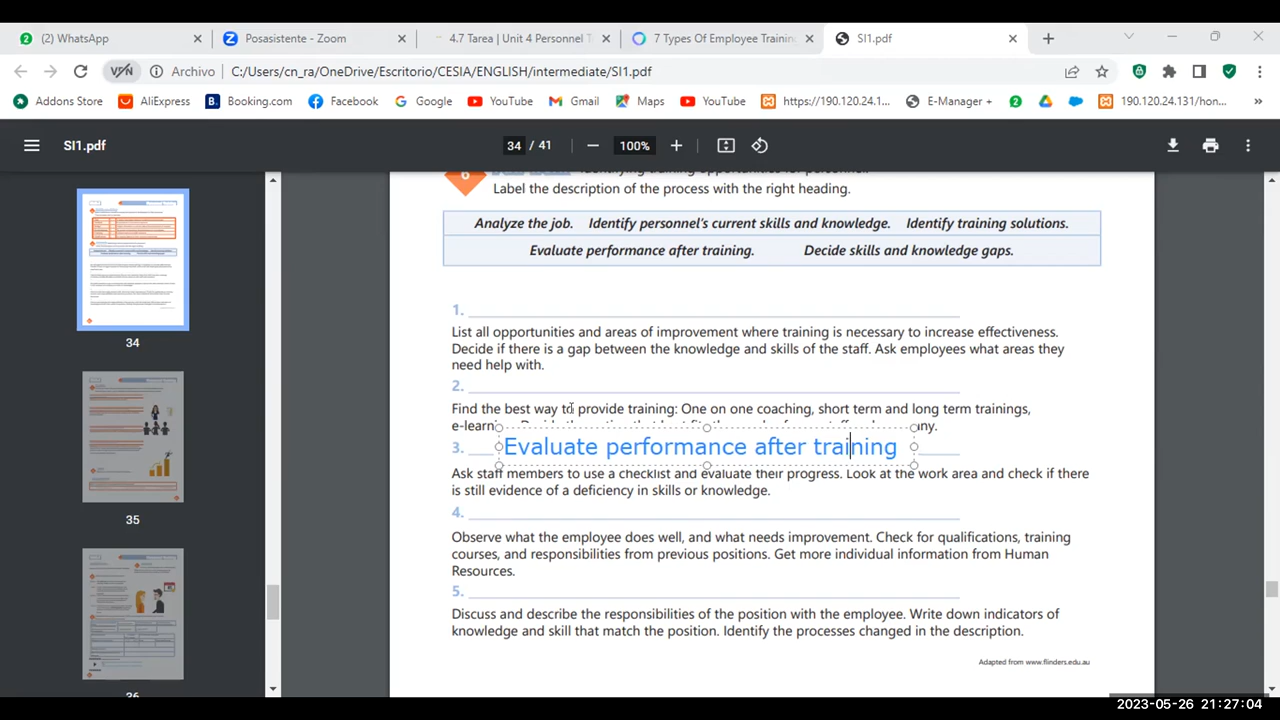 (2) WhatsApp
Posasistente - Zoom
4.7 Tarea | Unit 4 Personnel T
7 Types Of Employee Trainin
SI1.pdf
VPN
Archivo
C:/Users/cn_ra/OneDrive/Escritorio/CESIA/ENGLISH/intermediate/SI1.pdf
Addons Store
AliExpress
Booking.com
Facebook
Google
YouTube
Gmail
Maps
YouTube
https://190.120.24.1...
E-Manager +
190.120.24.131/hon...
SI1.pdf
34 / 41
100%
34
35
Label the description of the process with the right heading.
Analyze the job. Identify personnel's current skills and knowledge. Identify training solutions.
Evaluate performance after training. Decide skills and knowledge gaps.
1.
List all opportunities and areas of improvement where training is necessary to increase effectiveness.
Decide if there is a gap between the knowledge and skills of the staff. Ask employees what areas they
need help with.
2.
Find the best way to provide training: One on one coaching, short term and long term trainings,
3. Evaluate performance after training
Ask staff members to use a checklist and evaluate their progress. Look at the work area and check if there
is still evidence of a deficiency in skills or knowledge.
4.
Observe what the employee does well, and what needs improvement. Check for qualifications, training
courses, and responsibilities from previous positions. Get more individual information from Human
Resources.
5.
Discuss and describe the responsibilities of the position with the employee. Write down indicators of
knowledge and skill that match the position. Identify the processes changed in the description.
Adapted from www.flinders.edu.au
2023-05-26 21:27:04